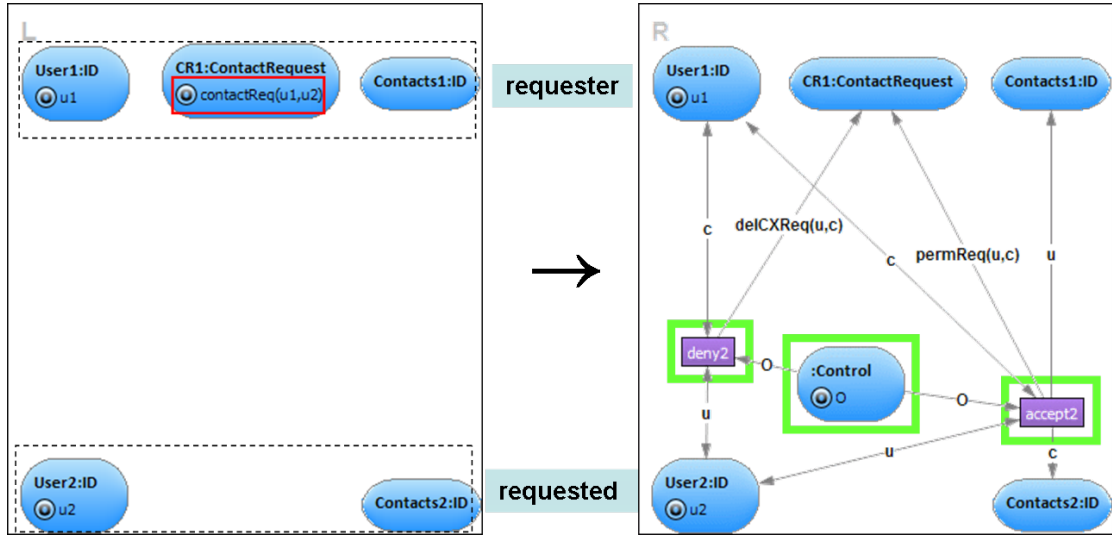 L
User1:ID
u1
CR1:ContactRequest
contactReq(u1,u2)
Contacts1:ID
User2:ID
u2
Contacts2:ID
requester
requested
R
User1:ID
u1
CR1:ContactRequest
Contacts1:ID
c
delCXReq(u,c)
c
permReq(u,c)
u
deny2
O
:Control
O
O
accept2
u
u
c
User2:ID
u2
Contacts2:ID